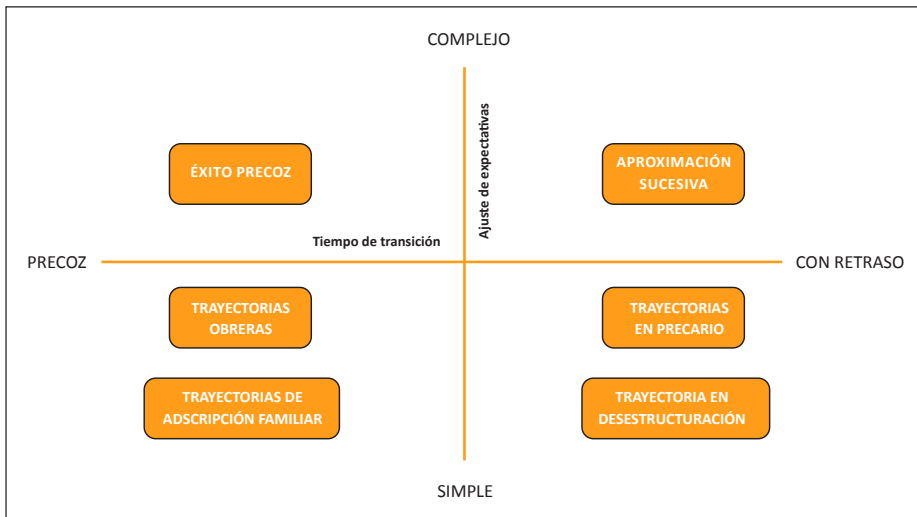 COMPLEJO
Ajuste de expectativas
ÉXITO PRECOZ
APROXIMACIÓN
SUCESIVA
Tiempo de transición
PRECOZ
CON RETRASO
TRAYECTORIAS
OBRERAS
TRAYECTORIAS
EN PRECARIO
TRAYECTORIAS DE
ADSCRIPCIÓN FAMILIAR
TRAYECTORIA EN
DESESTRUCTURACIÓN
SIMPLE